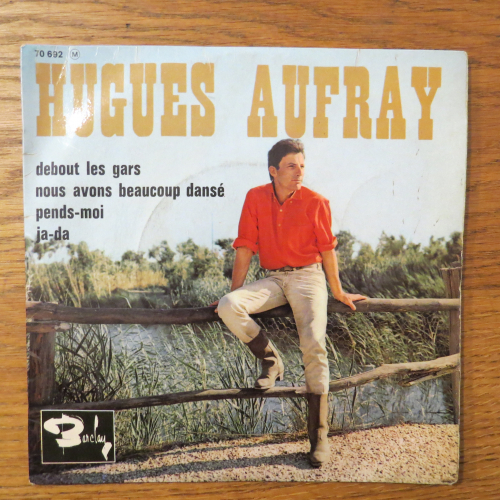 70 692 M
HUGUES AUFRAY
debout les gars
nous avons beaucoup dansé
pends-moi
ja-da
Barclay